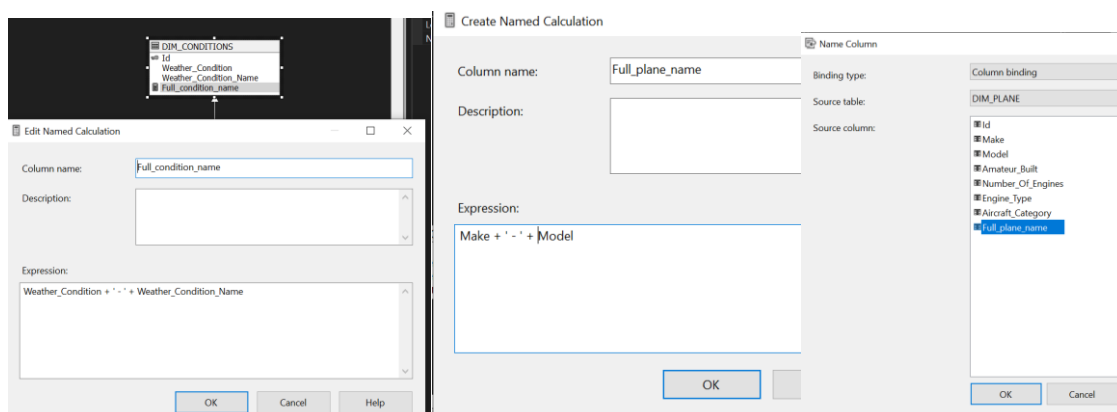 DIM_CONDITIONS
Id
Weather_Condition
Weather_Condition_Name
Full_condition_name
Edit Named Calculation
Column name:
Full_condition_name
Description:
Expression:
Weather_Condition + ' - ' + Weather_Condition_Name
OK
Cancel
Help
Create Named Calculation
Column name:
Full_plane_name
Description:
Expression:
Make + ' - ' + Model
OK
Name Column
Binding type:
Column binding
Source table:
DIM_PLANE
Source column:
Id
Make
Model
Amateur_Built
Number_Of_Engines
Engine_Type
Aircraft_Category
Full_plane_name
OK
Cancel